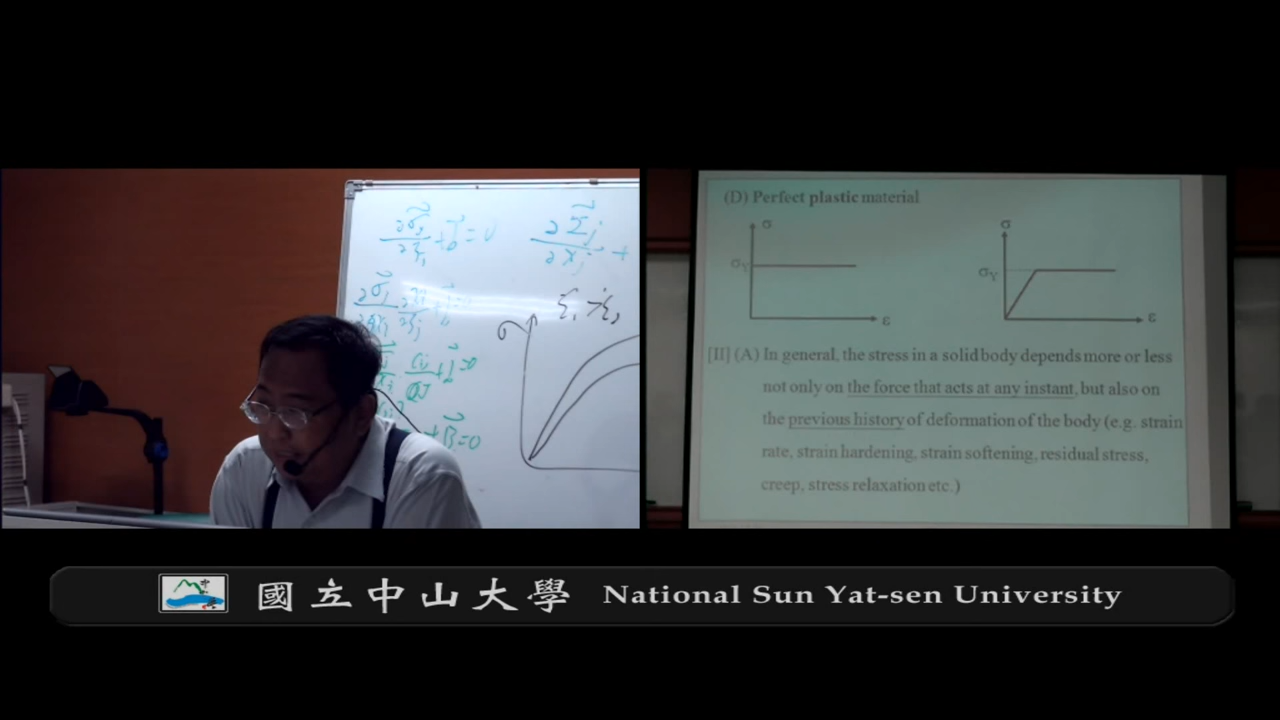 (D) Perfect plastic material
σ
σ
σY
σY
ε
ε
[II] (A) In general, the stress in a solid body depends more or less
not only on the force that acts at any instant, but also on
the previous history of deformation of the body (e.g. strain
rate, strain hardening, strain softening, residual stress,
creep, stress relaxation etc.)
σ
國立中山大學 National Sun Yat-sen University